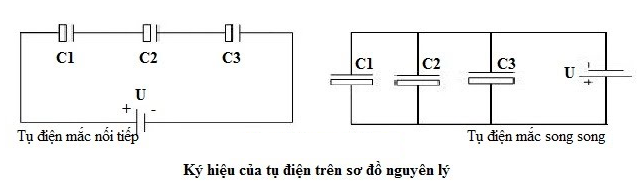 C1 C2 C3
U
+ -
Tụ điện mắc nối tiếp
C1 C2 C3
U - +
Tụ điện mắc song song
Ký hiệu của tụ điện trên sơ đồ nguyên lý